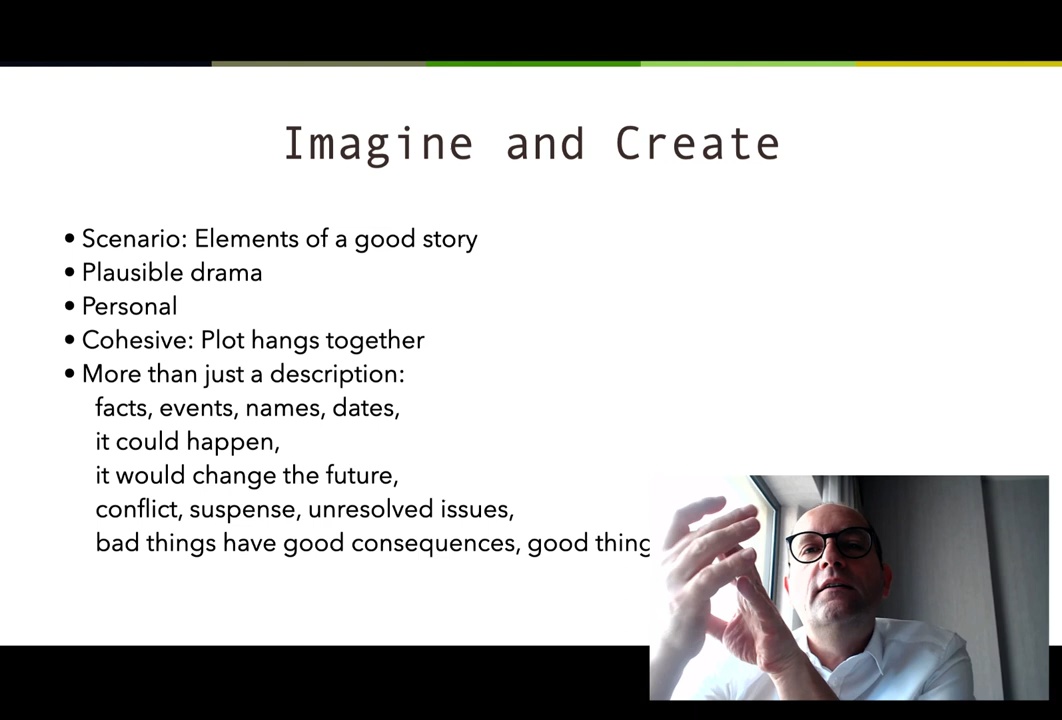 Imagine and Create
• Scenario: Elements of a good story
• Plausible drama
• Personal
• Cohesive: Plot hangs together
• More than just a description:
facts, events, names, dates,
it could happen,
it would change the future,
conflict, suspense, unresolved issues,
bad things have good consequences, good thing